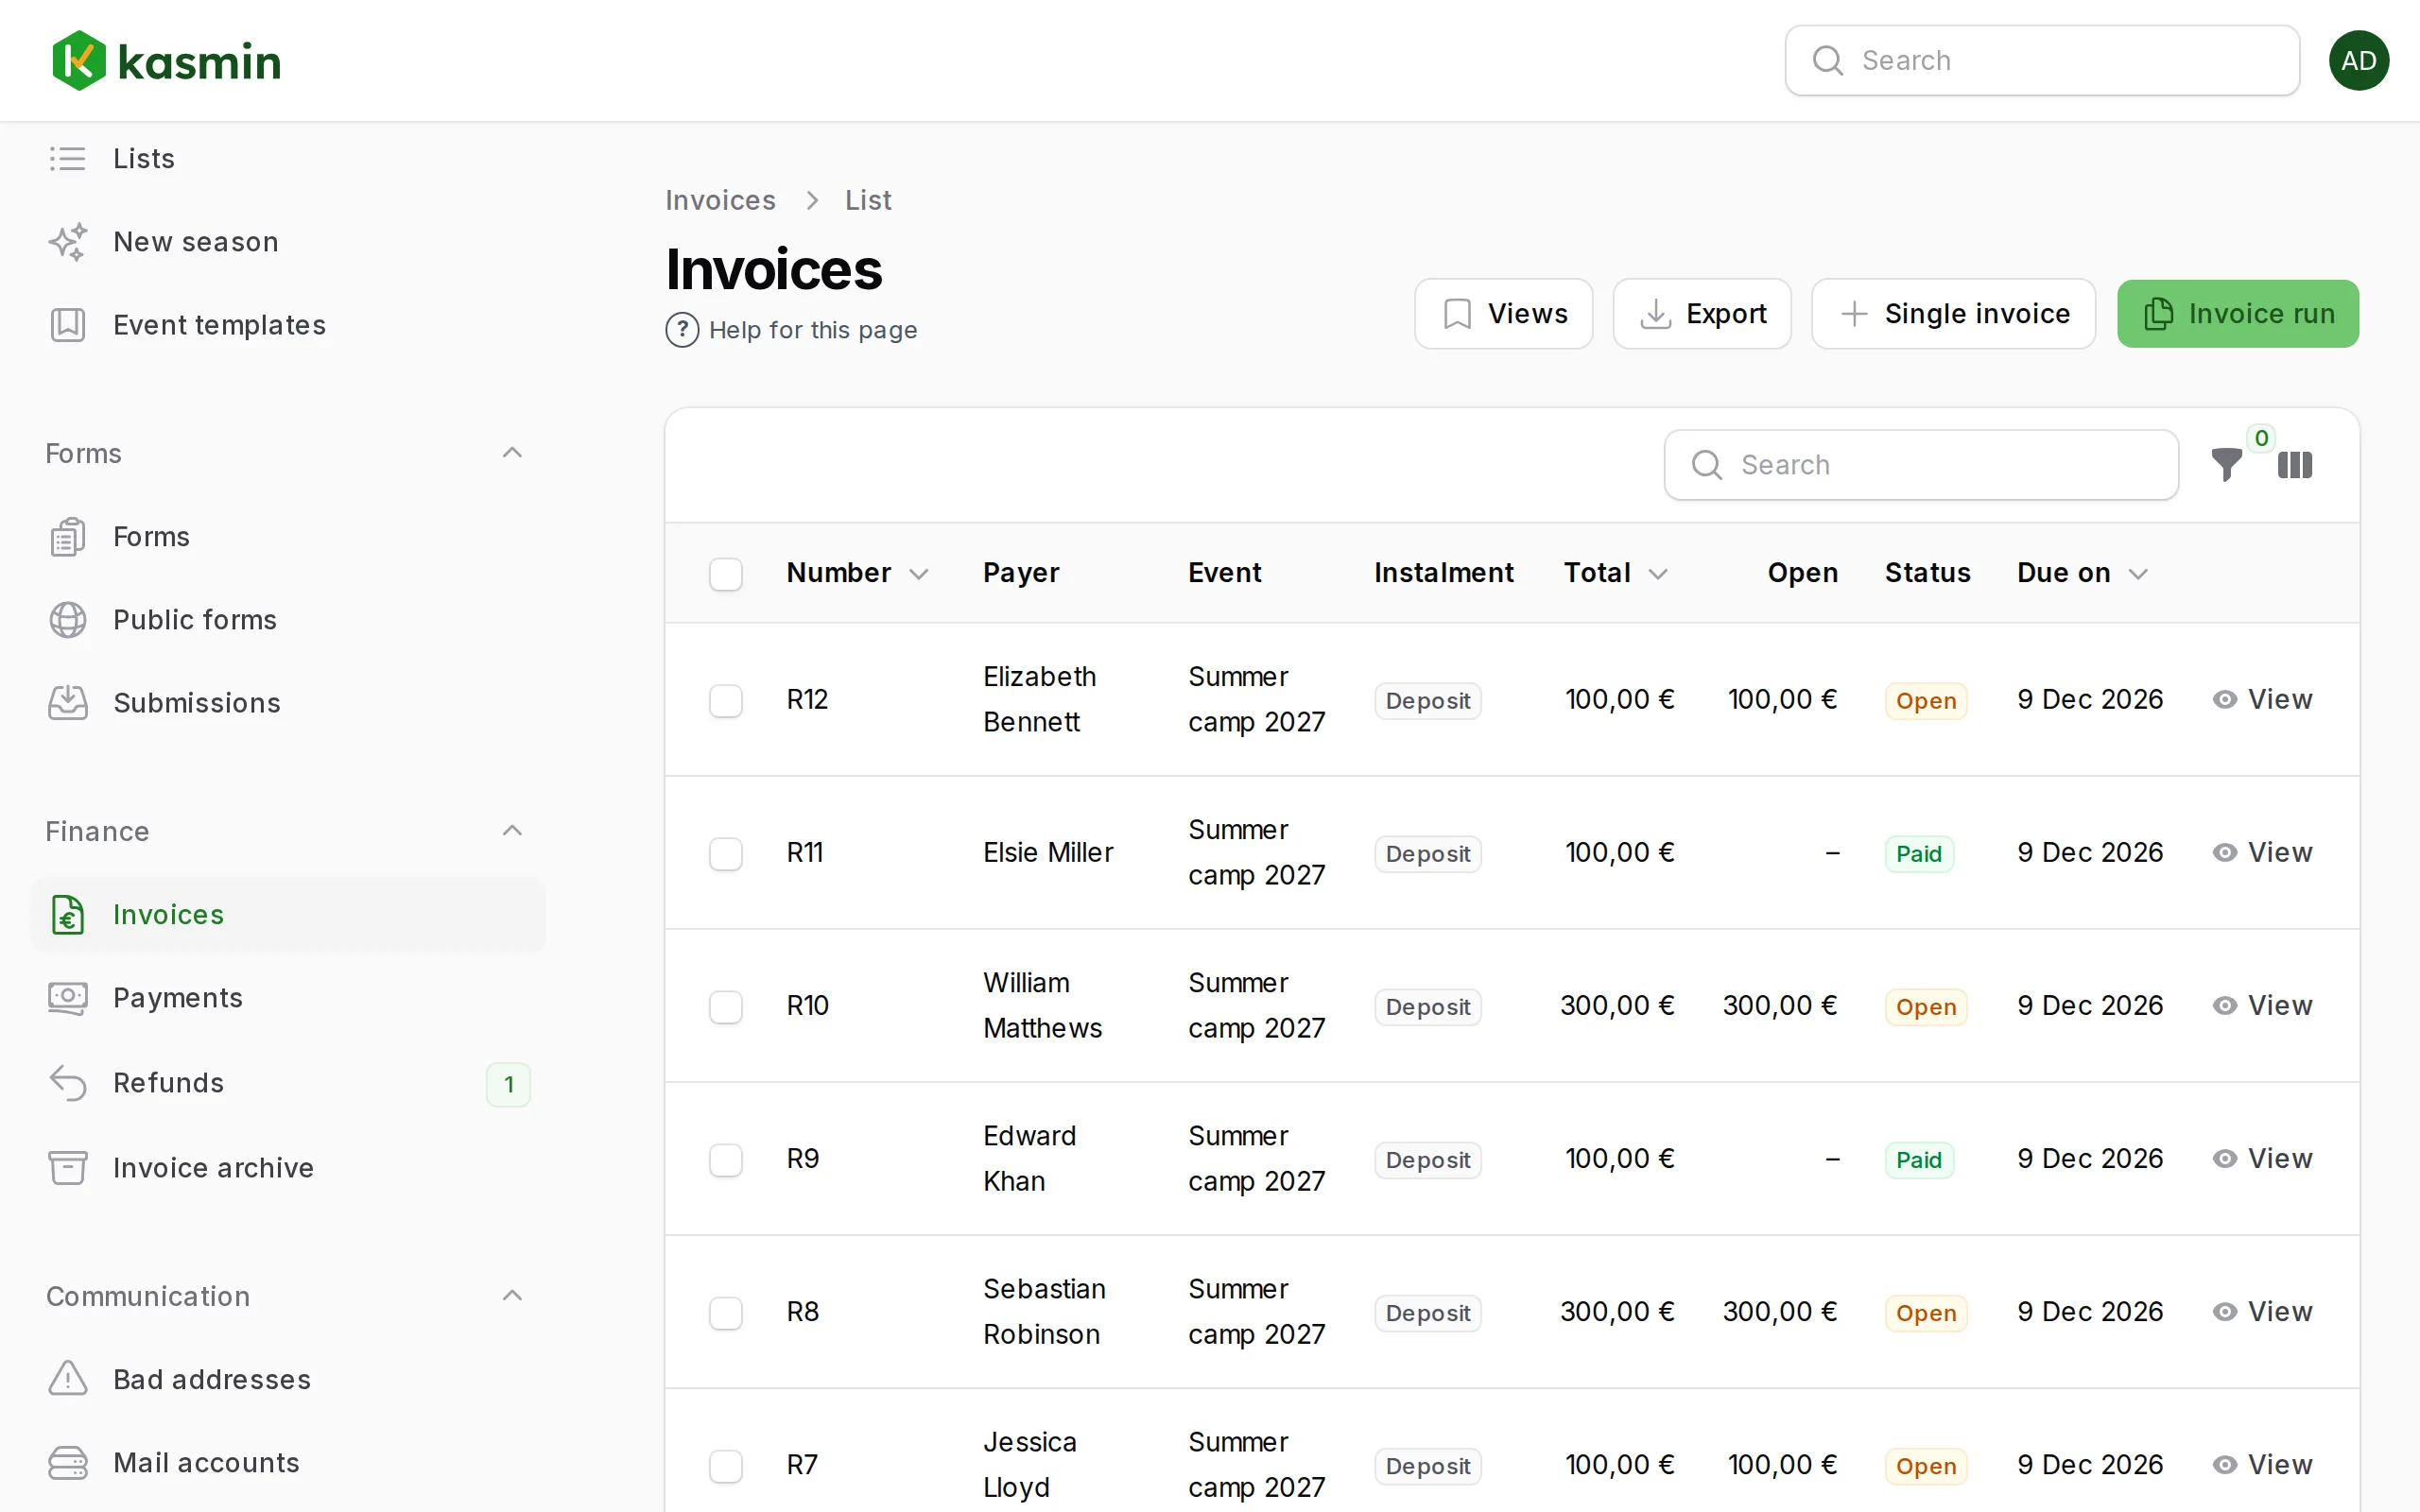 kasmin
Search
AD
Lists
New season
Event templates
Forms
Forms
Public forms
Submissions
Finance
Invoices
Payments
Refunds
1
Invoice archive
Communication
Bad addresses
Mail accounts
Invoices
List
Invoices
? Help for this page
Views
Export
Single invoice
Invoice run
Search
0
Number Payer Event Instalment Total Open Status Due on
R12 Elizabeth Bennett Summer camp 2027 Deposit 100,00 € 100,00 € Open 9 Dec 2026 View
R11 Elsie Miller Summer camp 2027 Deposit 100,00 € – Paid 9 Dec 2026 View
R10 William Matthews Summer camp 2027 Deposit 300,00 € 300,00 € Open 9 Dec 2026 View
R9 Edward Khan Summer camp 2027 Deposit 100,00 € – Paid 9 Dec 2026 View
R8 Sebastian Robinson Summer camp 2027 Deposit 300,00 € 300,00 € Open 9 Dec 2026 View
R7 Jessica Lloyd Summer camp 2027 Deposit 100,00 € 100,00 € Open 9 Dec 2026 View